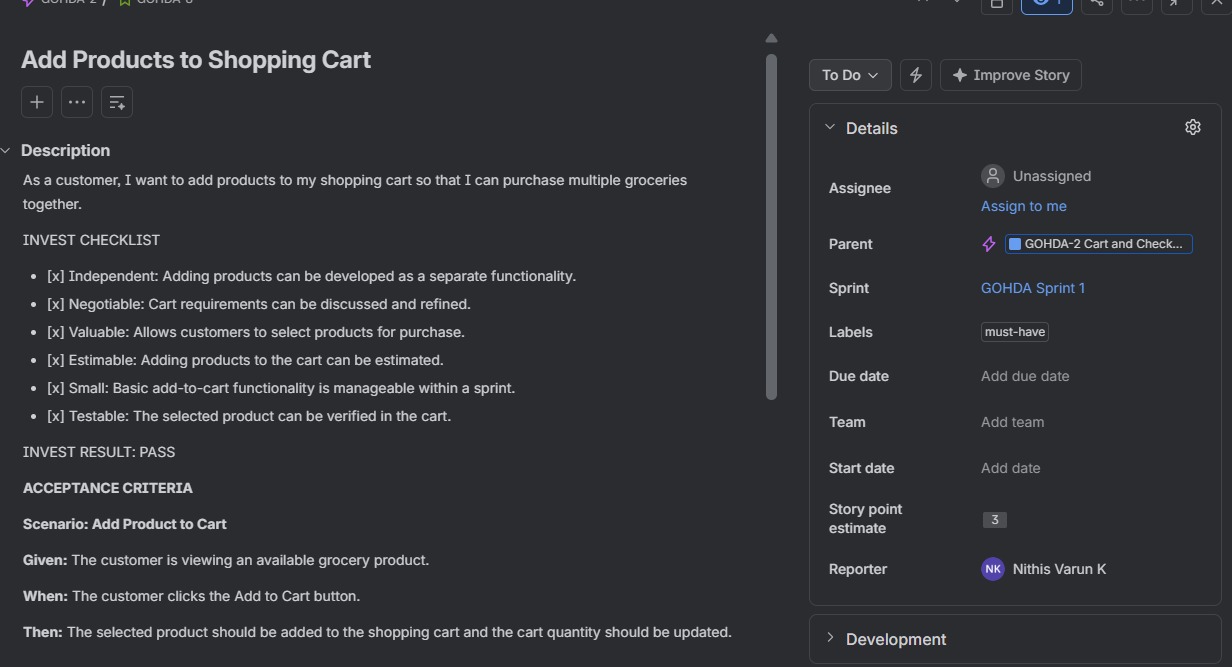 Add Products to Shopping Cart
Description
As a customer, I want to add products to my shopping cart so that I can purchase multiple groceries
together.
INVEST CHECKLIST
[x] Independent: Adding products can be developed as a separate functionality.
[x] Negotiable: Cart requirements can be discussed and refined.
[x] Valuable: Allows customers to select products for purchase.
[x] Estimable: Adding products to the cart can be estimated.
[x] Small: Basic add-to-cart functionality is manageable within a sprint.
[x] Testable: The selected product can be verified in the cart.
INVEST RESULT: PASS
ACCEPTANCE CRITERIA
Scenario: Add Product to Cart
Given: The customer is viewing an available grocery product.
When: The customer clicks the Add to Cart button.
Then: The selected product should be added to the shopping cart and the cart quantity should be updated.
To Do
Improve Story
Details
Assignee
Unassigned
Assign to me
Parent
GOHDA-2 Cart and Check...
Sprint
GOHDA Sprint 1
Labels
must-have
Due date
Add due date
Team
Add team
Start date
Add date
Story point
estimate
3
Reporter
NK Nithis Varun K
Development